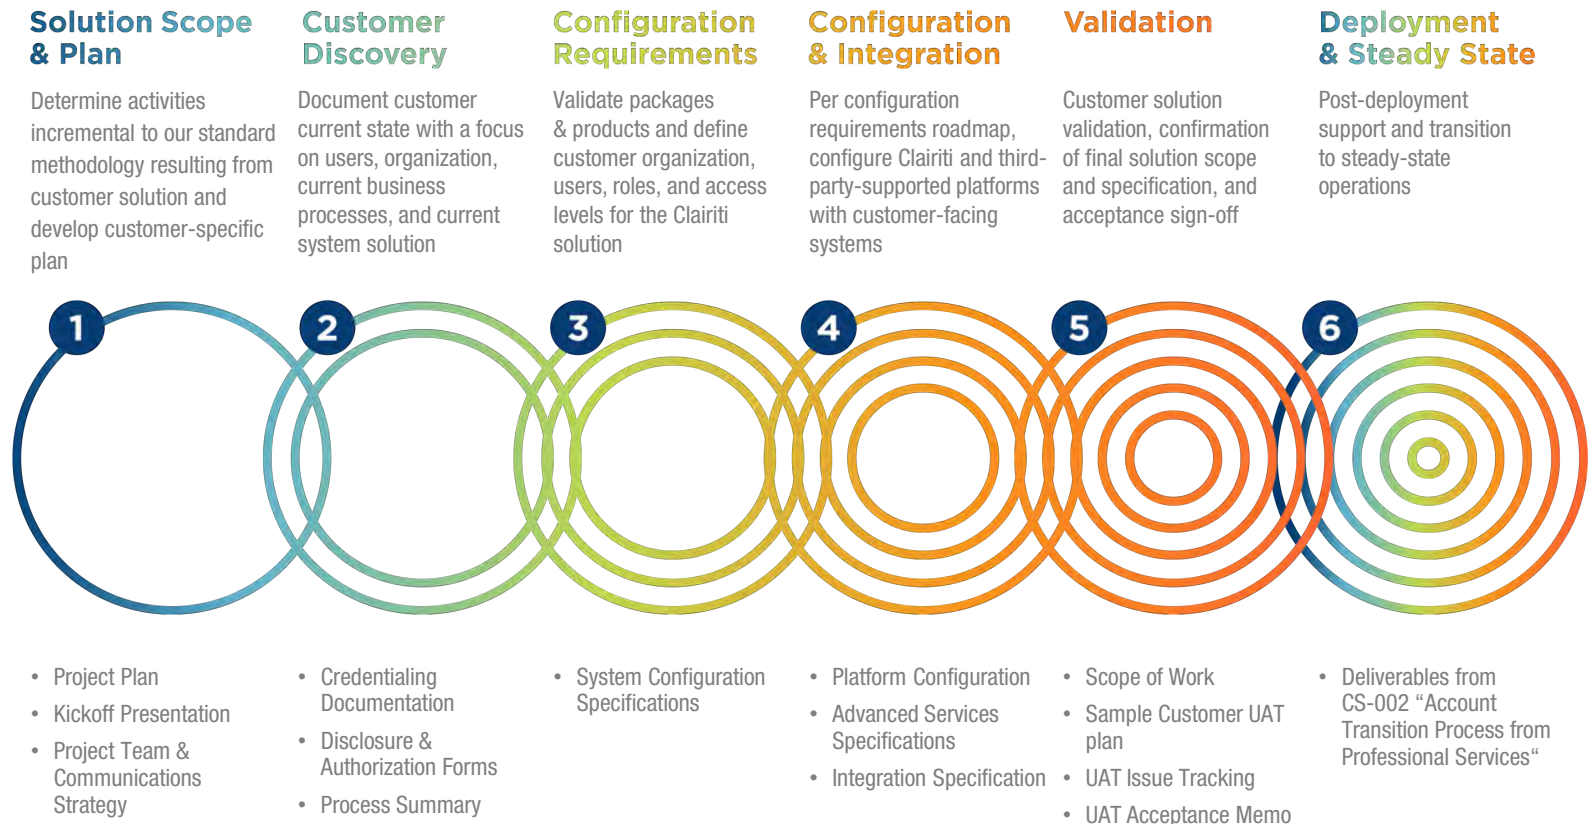 Solution Scope
& Plan
Determine activities
incremental to our standard
methodology resulting from
customer solution and
develop customer-specific
plan
Customer
Discovery
Document customer
current state with a focus
on users, organization,
current business
processes, and current
system solution
Configuration
Requirements
Validate packages
& products and define
customer organization,
users, roles, and access
levels for the Clairiti
solution
Configuration
& Integration
Per configuration
requirements roadmap,
configure Clairiti and third-
party-supported platforms
with customer-facing
systems
Validation
Customer solution
validation, confirmation
of final solution scope
and specification, and
acceptance sign-off
Deployment
& Steady State
Post-deployment
support and transition
to steady-state
operations
1
2
3
4
5
6
• Project Plan
• Kickoff Presentation
• Project Team &
Communications
Strategy
• Credentialing
Documentation
• Disclosure &
Authorization Forms
• Process Summary
• System Configuration
Specifications
• Platform Configuration
• Advanced Services
Specifications
• Integration Specification
• Scope of Work
• Sample Customer UAT
plan
• UAT Issue Tracking
• UAT Acceptance Memo
• Deliverables from
CS-002 “Account
Transition Process from
Professional Services“